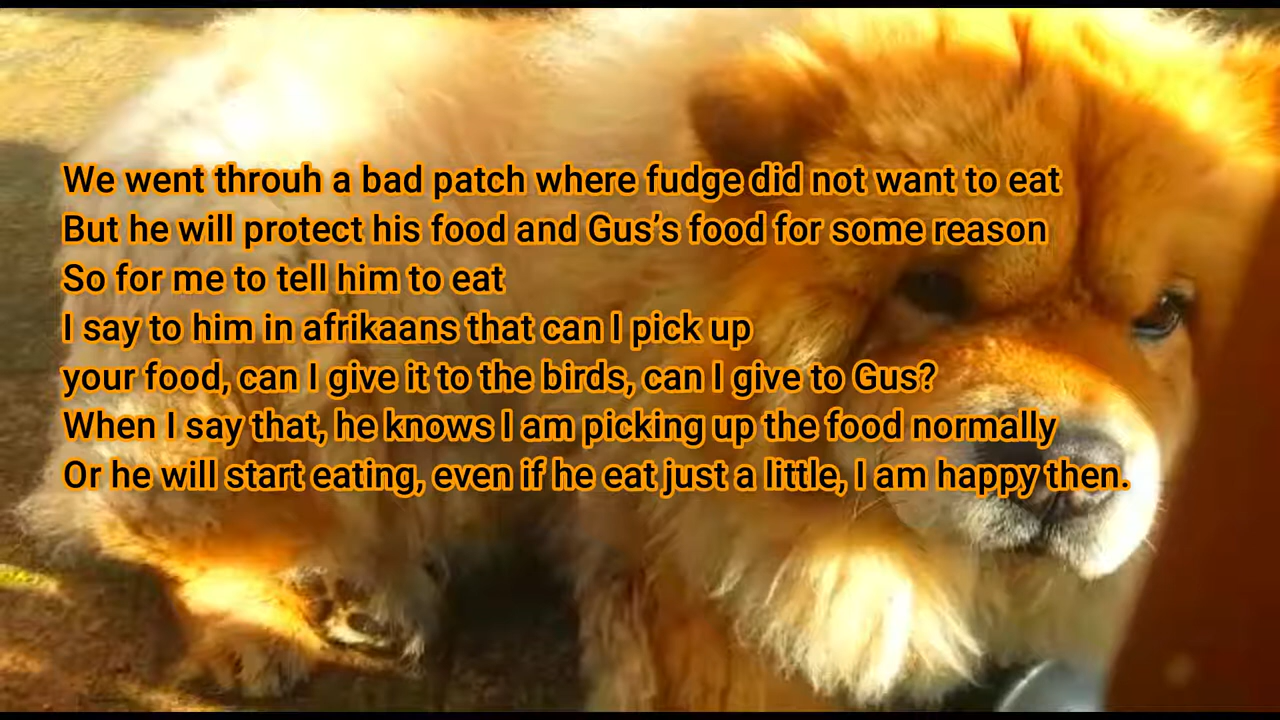 We went throuh a bad patch where fudge did not want to eat
But he will protect his food and Gus’s food for some reason
So for me to tell him to eat
I say to him in afrikaans that can I pick up
your food, can I give it to the birds, can I give to Gus?
When I say that, he knows I am picking up the food normally
Or he will start eating, even if he eat just a little, I am happy then.